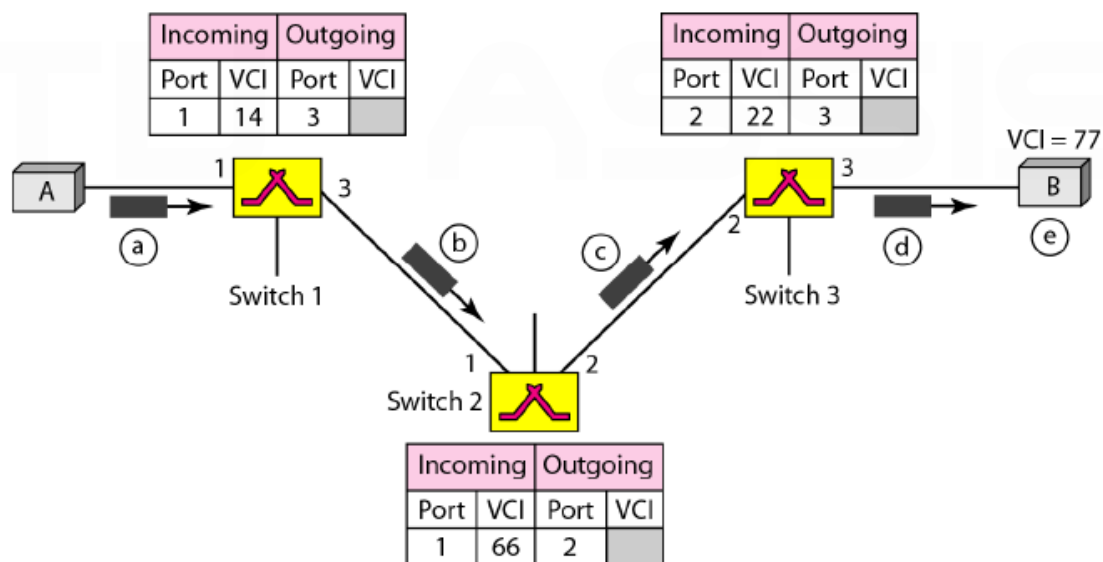 Incoming Outgoing
Port VCI Port VCI
1 14 3
Incoming Outgoing
Port VCI Port VCI
2 22 3
VCI = 77
A
1
3
3
B
2
a
b
c
d
e
Switch 1
Switch 3
1
2
Switch 2
Incoming Outgoing
Port VCI Port VCI
1 66 2